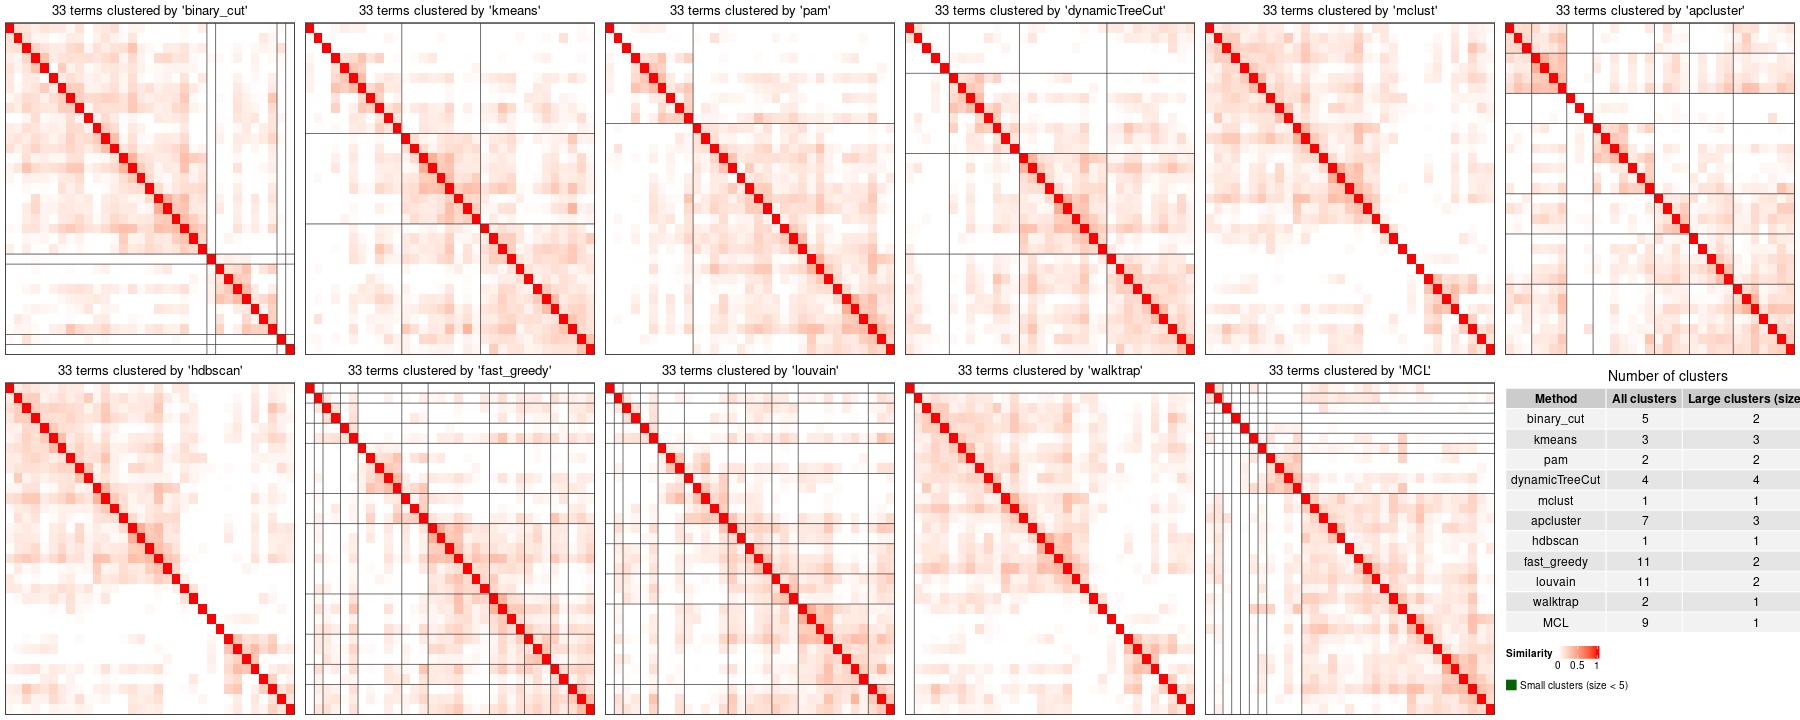 33 terms clustered by 'binary_cut'
33 terms clustered by 'kmeans'
33 terms clustered by 'pam'
33 terms clustered by 'dynamicTreeCut'
33 terms clustered by 'mclust'
33 terms clustered by 'apcluster'
33 terms clustered by 'hdbscan'
33 terms clustered by 'fast_greedy'
33 terms clustered by 'louvain'
33 terms clustered by 'walktrap'
33 terms clustered by 'MCL'
Number of clusters
Method All clusters Large clusters (size
binary_cut 5 2
kmeans 3 3
pam 2 2
dynamicTreeCut 4 4
mclust 1 1
apcluster 7 3
hdbscan 1 1
fast_greedy 11 2
louvain 11 2
walktrap 2 1
MCL 9 1
Similarity
0 0.5 1
Small clusters (size < 5)